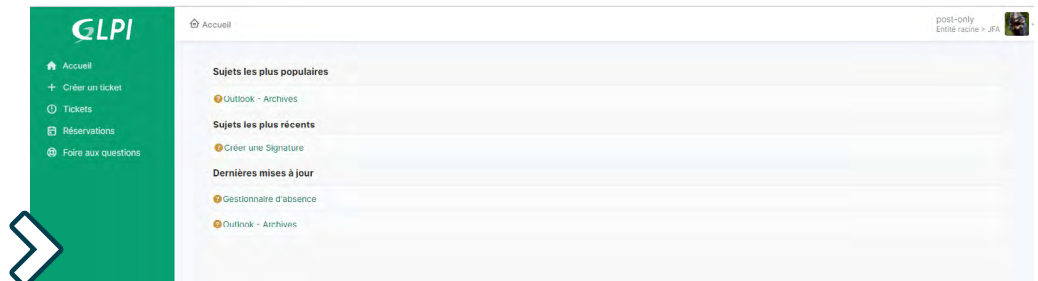 GLPI
Accueil
post-only
Entité racine > JFA
Accueil
Créer un ticket
Tickets
Réservations
Foire aux questions
Sujets les plus populaires
Outlook - Archives
Sujets les plus récents
Créer une Signature
Dernières mises à jour
Gestionnaire d'absence
Outlook - Archives